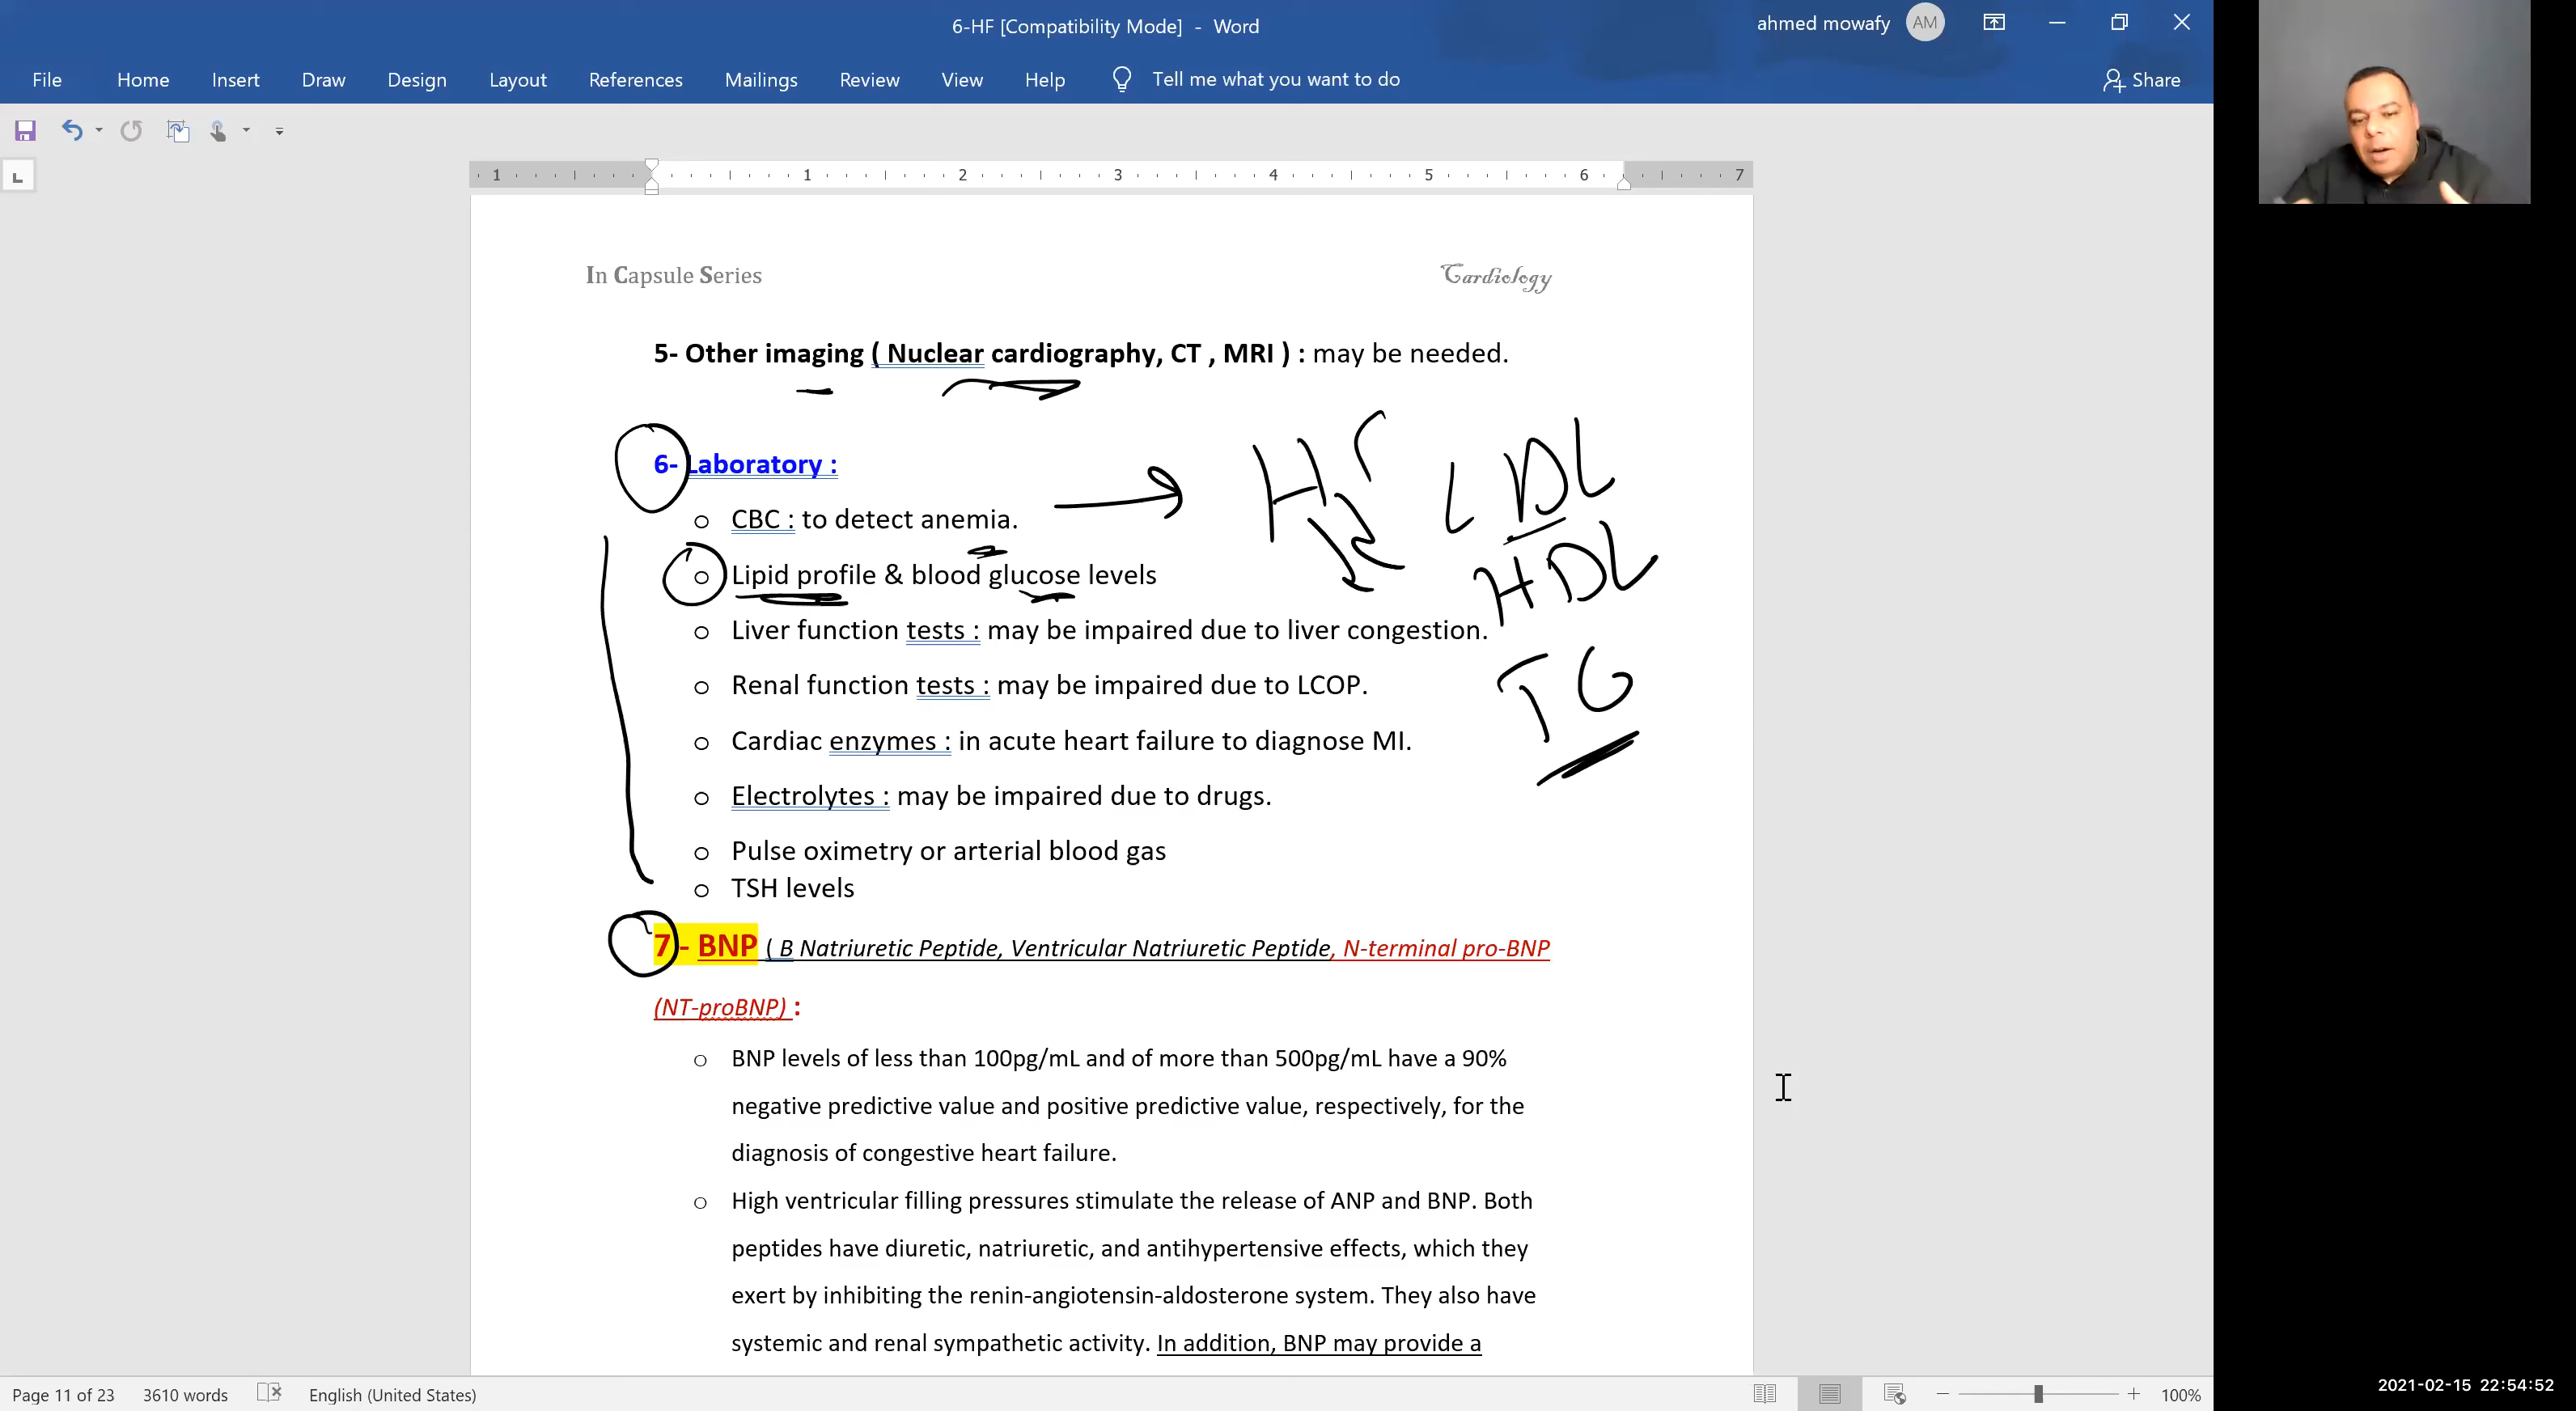 6-HF [Compatibility Mode] - Word
ahmed mowafy AM
File Home Insert Draw Design Layout References Mailings Review View Help Tell me what you want to do Share
1 1 2 3 4 5 6 7
In Capsule Series Cardiology
5- Other imaging ( Nuclear cardiography, CT , MRI ) : may be needed.
6- Laboratory :
LDL
CBC : to detect anemia.
HDL
Lipid profile & blood glucose levels
Liver function tests : may be impaired due to liver congestion.
TG
Renal function tests : may be impaired due to LCOP.
Cardiac enzymes : in acute heart failure to diagnose MI.
Electrolytes : may be impaired due to drugs.
Pulse oximetry or arterial blood gas
TSH levels
7 - BNP ( B Natriuretic Peptide, Ventricular Natriuretic Peptide, N-terminal pro-BNP
(NT-proBNP) :
BNP levels of less than 100pg/mL and of more than 500pg/mL have a 90%
negative predictive value and positive predictive value, respectively, for the
diagnosis of congestive heart failure.
High ventricular filling pressures stimulate the release of ANP and BNP. Both
peptides have diuretic, natriuretic, and antihypertensive effects, which they
exert by inhibiting the renin-angiotensin-aldosterone system. They also have
systemic and renal sympathetic activity. In addition, BNP may provide a
Page 11 of 23 3610 words English (United States) 100%
2021-02-15 22:54:52